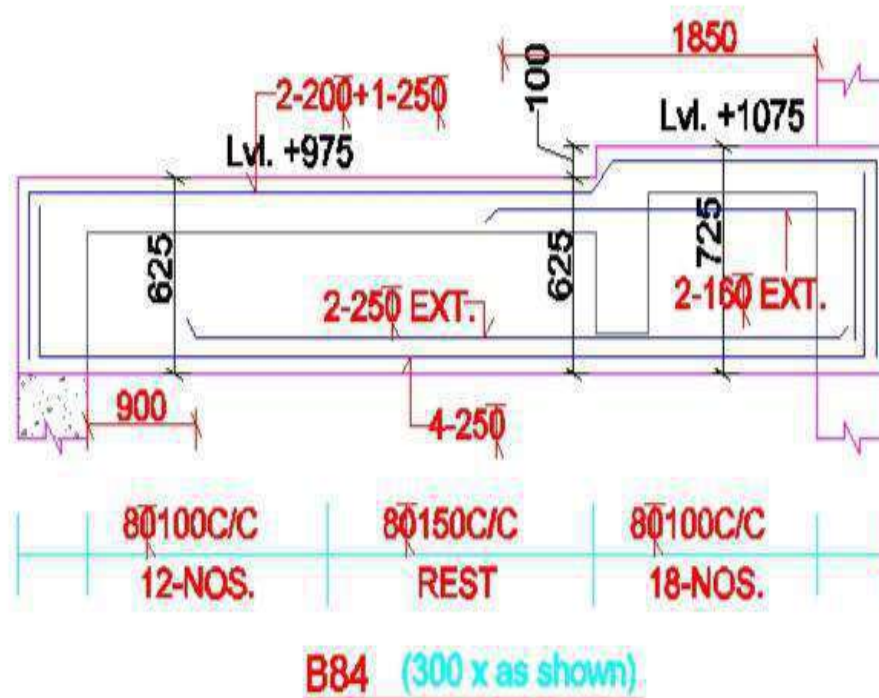 1850
100
2-20Ø+1-25Ø
Lvl. +1075
Lvl. +975
625
625
725
2-25Ø EXT.
2-16Ø EXT.
900
4-25Ø
8Ø100C/C
8Ø150C/C
8Ø100C/C
12-NOS.
REST
18-NOS.
B84 (300 x as shown)